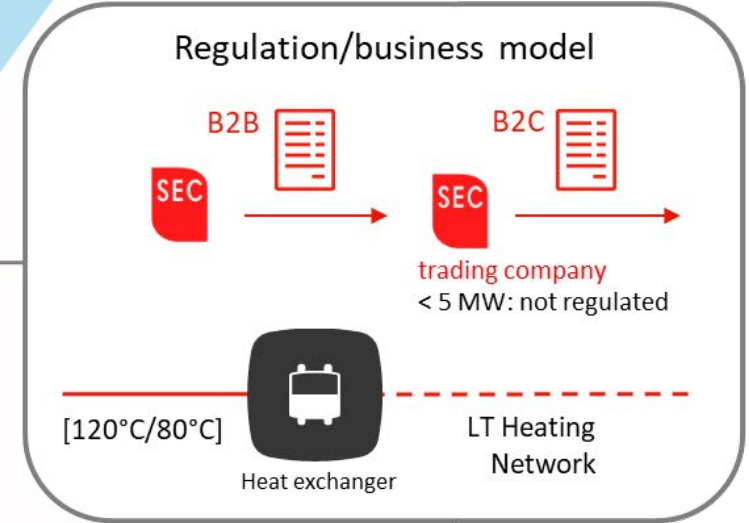 Regulation/business model
B2B
B2C
SEC
SEC
trading company
< 5 MW: not regulated
[120°C/80°C]
LT Heating
Network
Heat exchanger